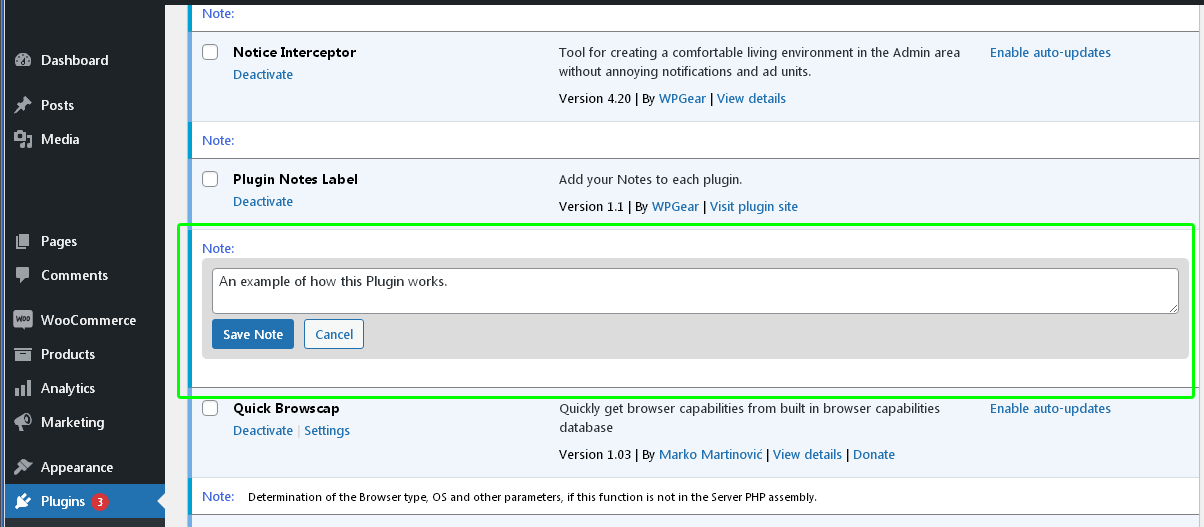 Note:
Dashboard
Posts
Media
Pages
Comments
WOO WooCommerce
Products
Analytics
Marketing
Appearance
Plugins 3
Notice Interceptor
Deactivate
Tool for creating a comfortable living environment in the Admin area
without annoying notifications and ad units.
Version 4.20 | By WPGear | View details
Enable auto-updates
Note:
Plugin Notes Label
Deactivate
Add your Notes to each plugin.
Version 1.1 | By WPGear | Visit plugin site
Note:
An example of how this Plugin works.
Save Note
Cancel
Quick Browscap
Deactivate | Settings
Quickly get browser capabilities from built in browser capabilities
database
Version 1.03 | By Marko Martinović | View details | Donate
Enable auto-updates
Note: Determination of the Browser type, OS and other parameters, if this function is not in the Server PHP assembly.